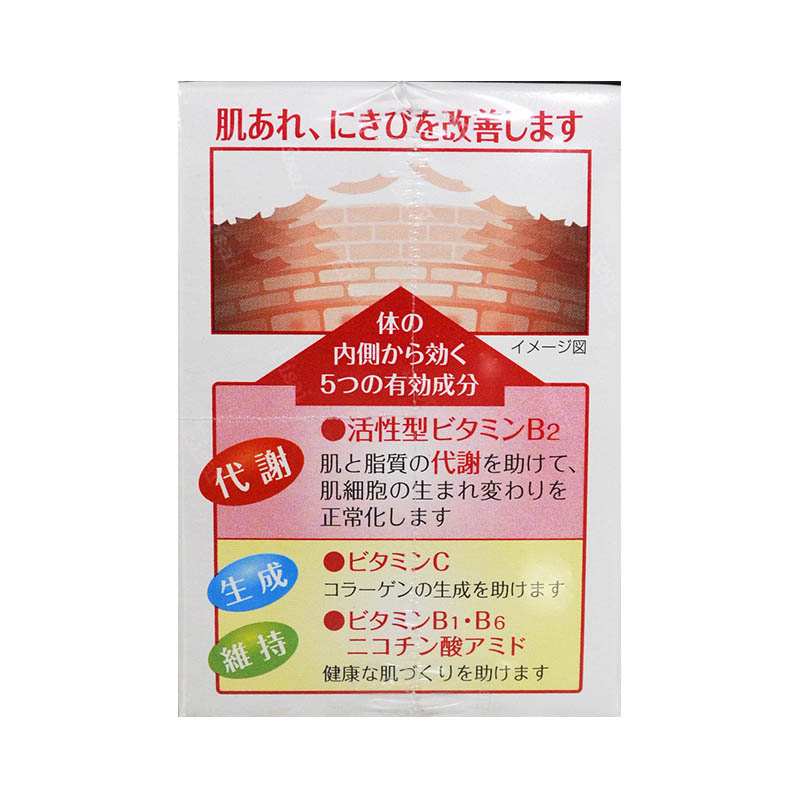 肌あれ、にきびを改善します
イメージ図
体の
内側から効く
5つの有効成分
代謝
●活性型ビタミンB2
肌と脂質の代謝を助けて、
肌細胞の生まれ変わりを
正常化します
生成
●ビタミンC
コラーゲンの生成を助けます
維持
●ビタミンB1・B6
ニコチン酸アミド
健康な肌づくりを助けます